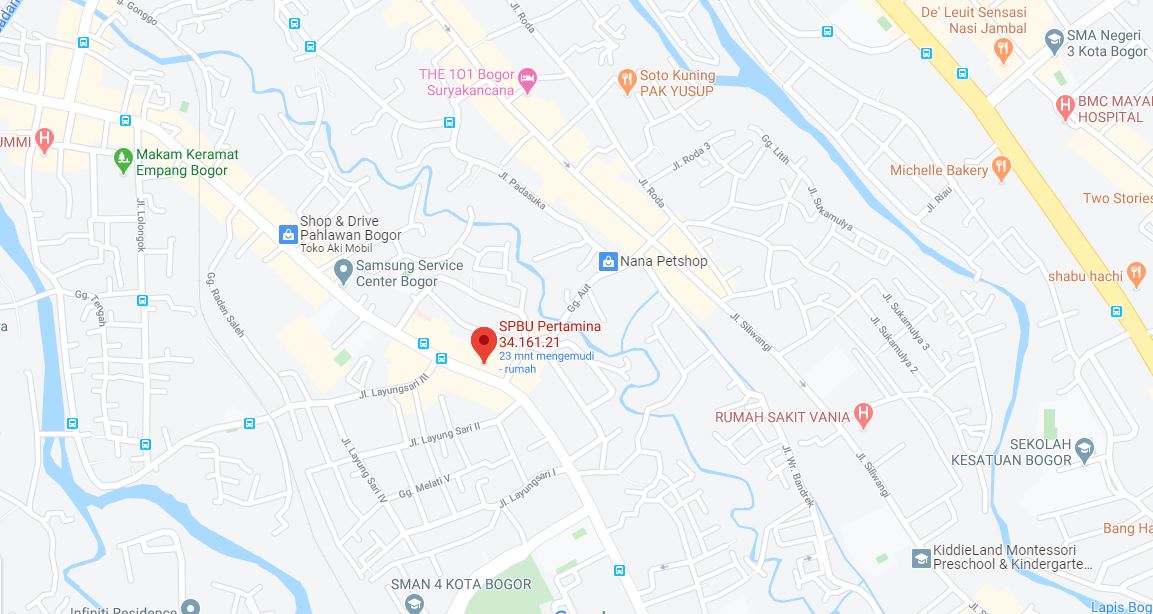 Gg. Gonggo
Jl. Roda
De' Leuit Sensasi
Nasi Jambal
SMA Negeri
3 Kota Bogor
THE 1O1 Bogor
Suryakancana
Soto Kuning
PAK YUSUP
BMC MAYA
HOSPITAL
UMMI
Makam Keramat
Empang Bogor
Jl. Roda 3
Gg. Litih
Michelle Bakery
Jl. Padasuka
Jl. Roda
Jl. Sukamulya
Jl. Riau
Two Stories
Jl. Lolongok
Shop & Drive
Pahlawan Bogor
Toko Aki Mobil
Samsung Service
Center Bogor
Nana Petshop
shabu hachi
Gg. Tengah
Gg. Raden Saleh
Gg. Aut
Jl. Sukamulya 3
Jl. Sukamulya 2
Jl. Siliwangi
SPBU Pertamina
34.161.21
23 mnt mengemudi
- rumah
Jl. Layungsari III
RUMAH SAKIT VANIA
Jl. Layung Sari II
SEKOLAH
KESATUAN BOGOR
Jl. Layung Sari IV
Gg. Melati V
Jl. Layungsari I
Jl. Wr. Bandrek
Jl. Siliwangi
Bang Ha
KiddieLand Montessori
Preschool & Kindergarte...
SMAN 4 KOTA BOGOR
Infiniti Residence
Lapis Bog